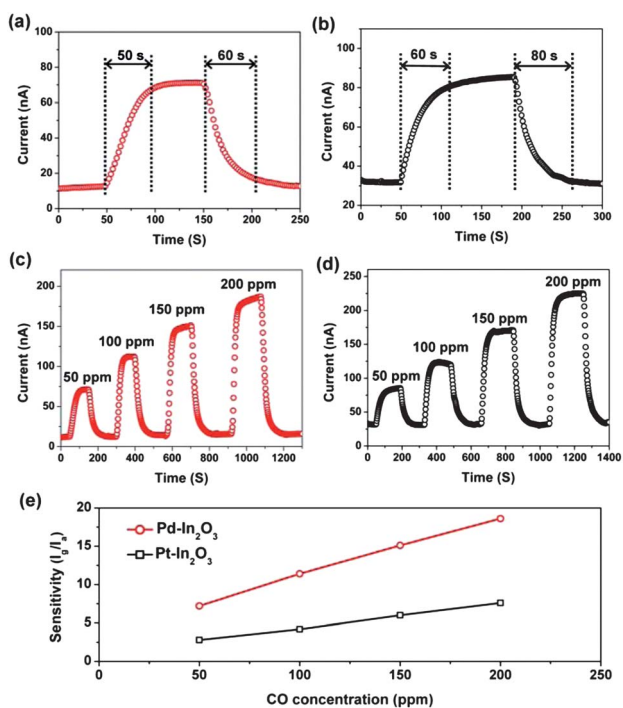 (a)
50 s
60 s
100
80
60
40
20
0
Current (nA)
0 50 100 150 200 250
Time (S)
(b)
60 s
80 s
100
80
60
40
20
Current (nA)
0 50 100 150 200 250 300
Time (S)
(c)
200 ppm
150 ppm
100 ppm
50 ppm
200
150
100
50
0
Current (nA)
0 200 400 600 800 1000 1200
Time (S)
(d)
200 ppm
150 ppm
100 ppm
50 ppm
250
200
150
100
50
0
Current (nA)
0 200 400 600 800 1000 1200 1400
Time (S)
(e)
Pd-In₂O₃
Pt-In₂O₃
20
15
10
5
0
Sensitivity (I_g/I_a)
0 50 100 150 200 250
CO concentration (ppm)